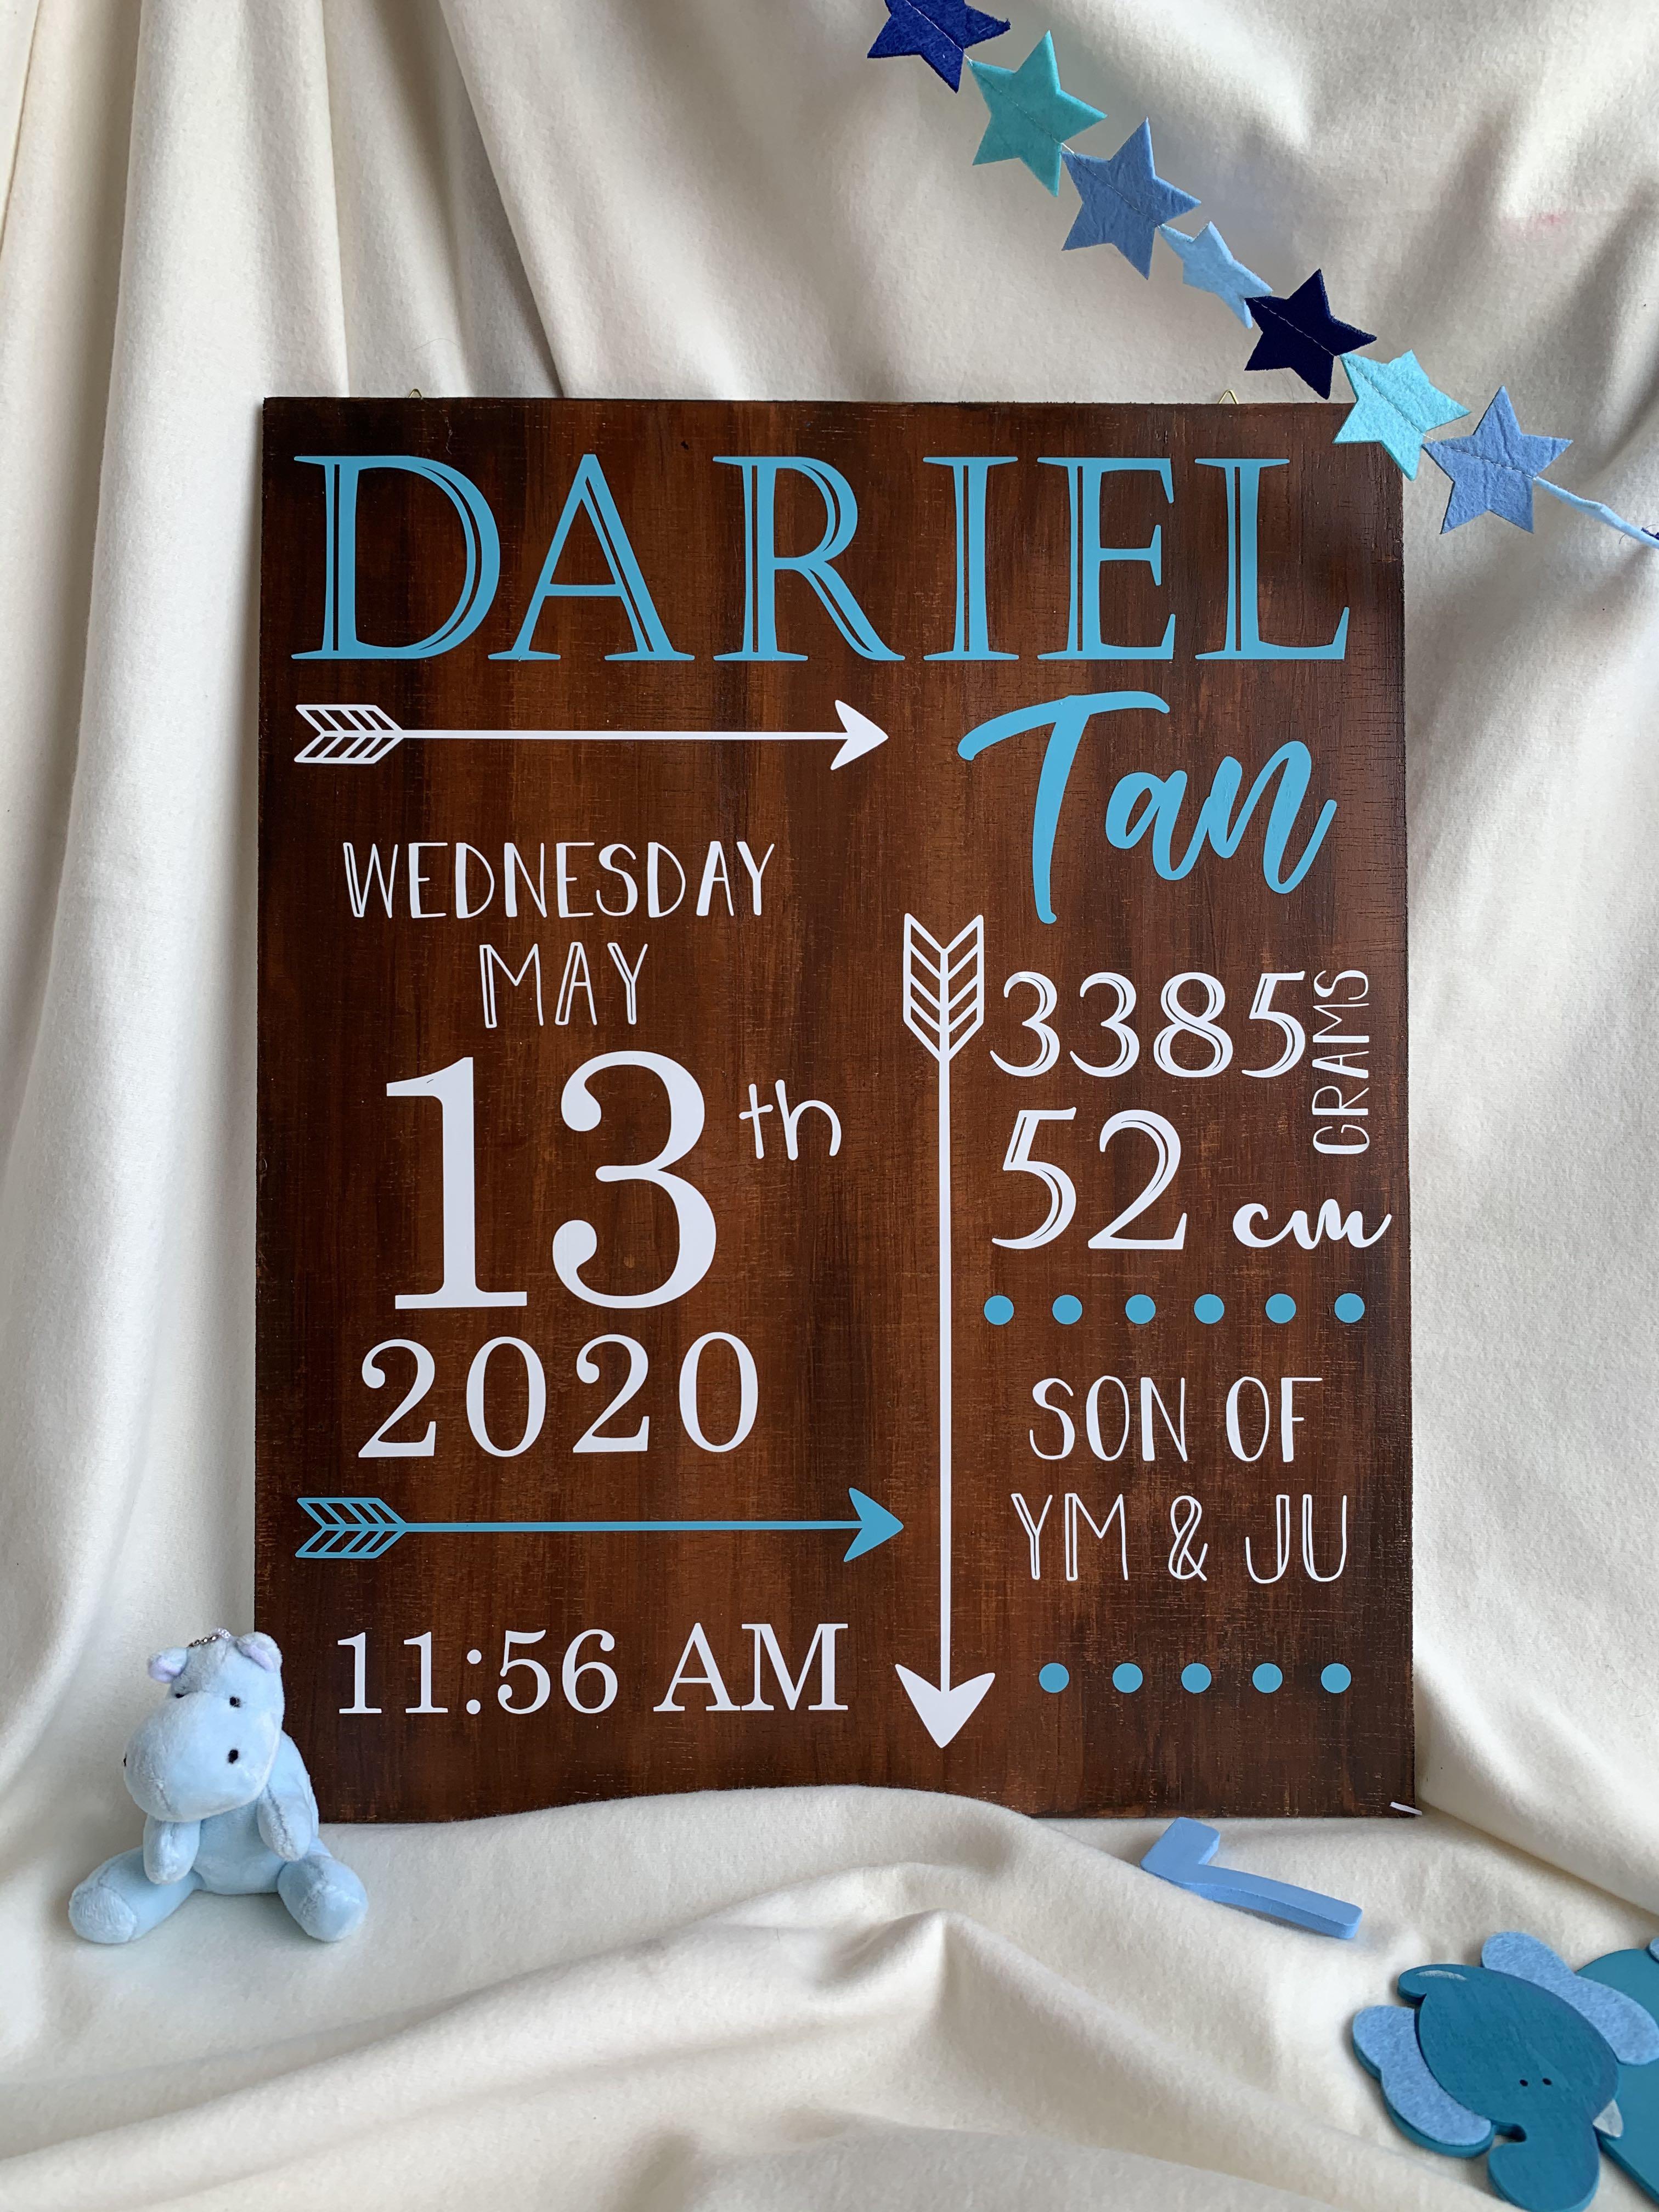 DARIEL
Tan
WEDNESDAY
MAY
13th
2020
11:56 AM
3385 GRAMS
52 cm
SON OF
YM & JU